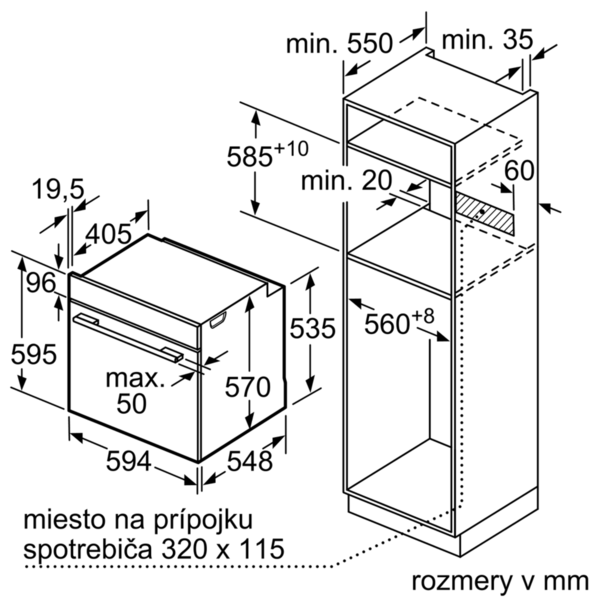 min. 550
min. 35
585+10
min. 20
60
19,5
405
96
595
535
560+8
max.
50
570
594
548
miesto na prípojku
spotrebiča 320 x 115
rozmery v mm